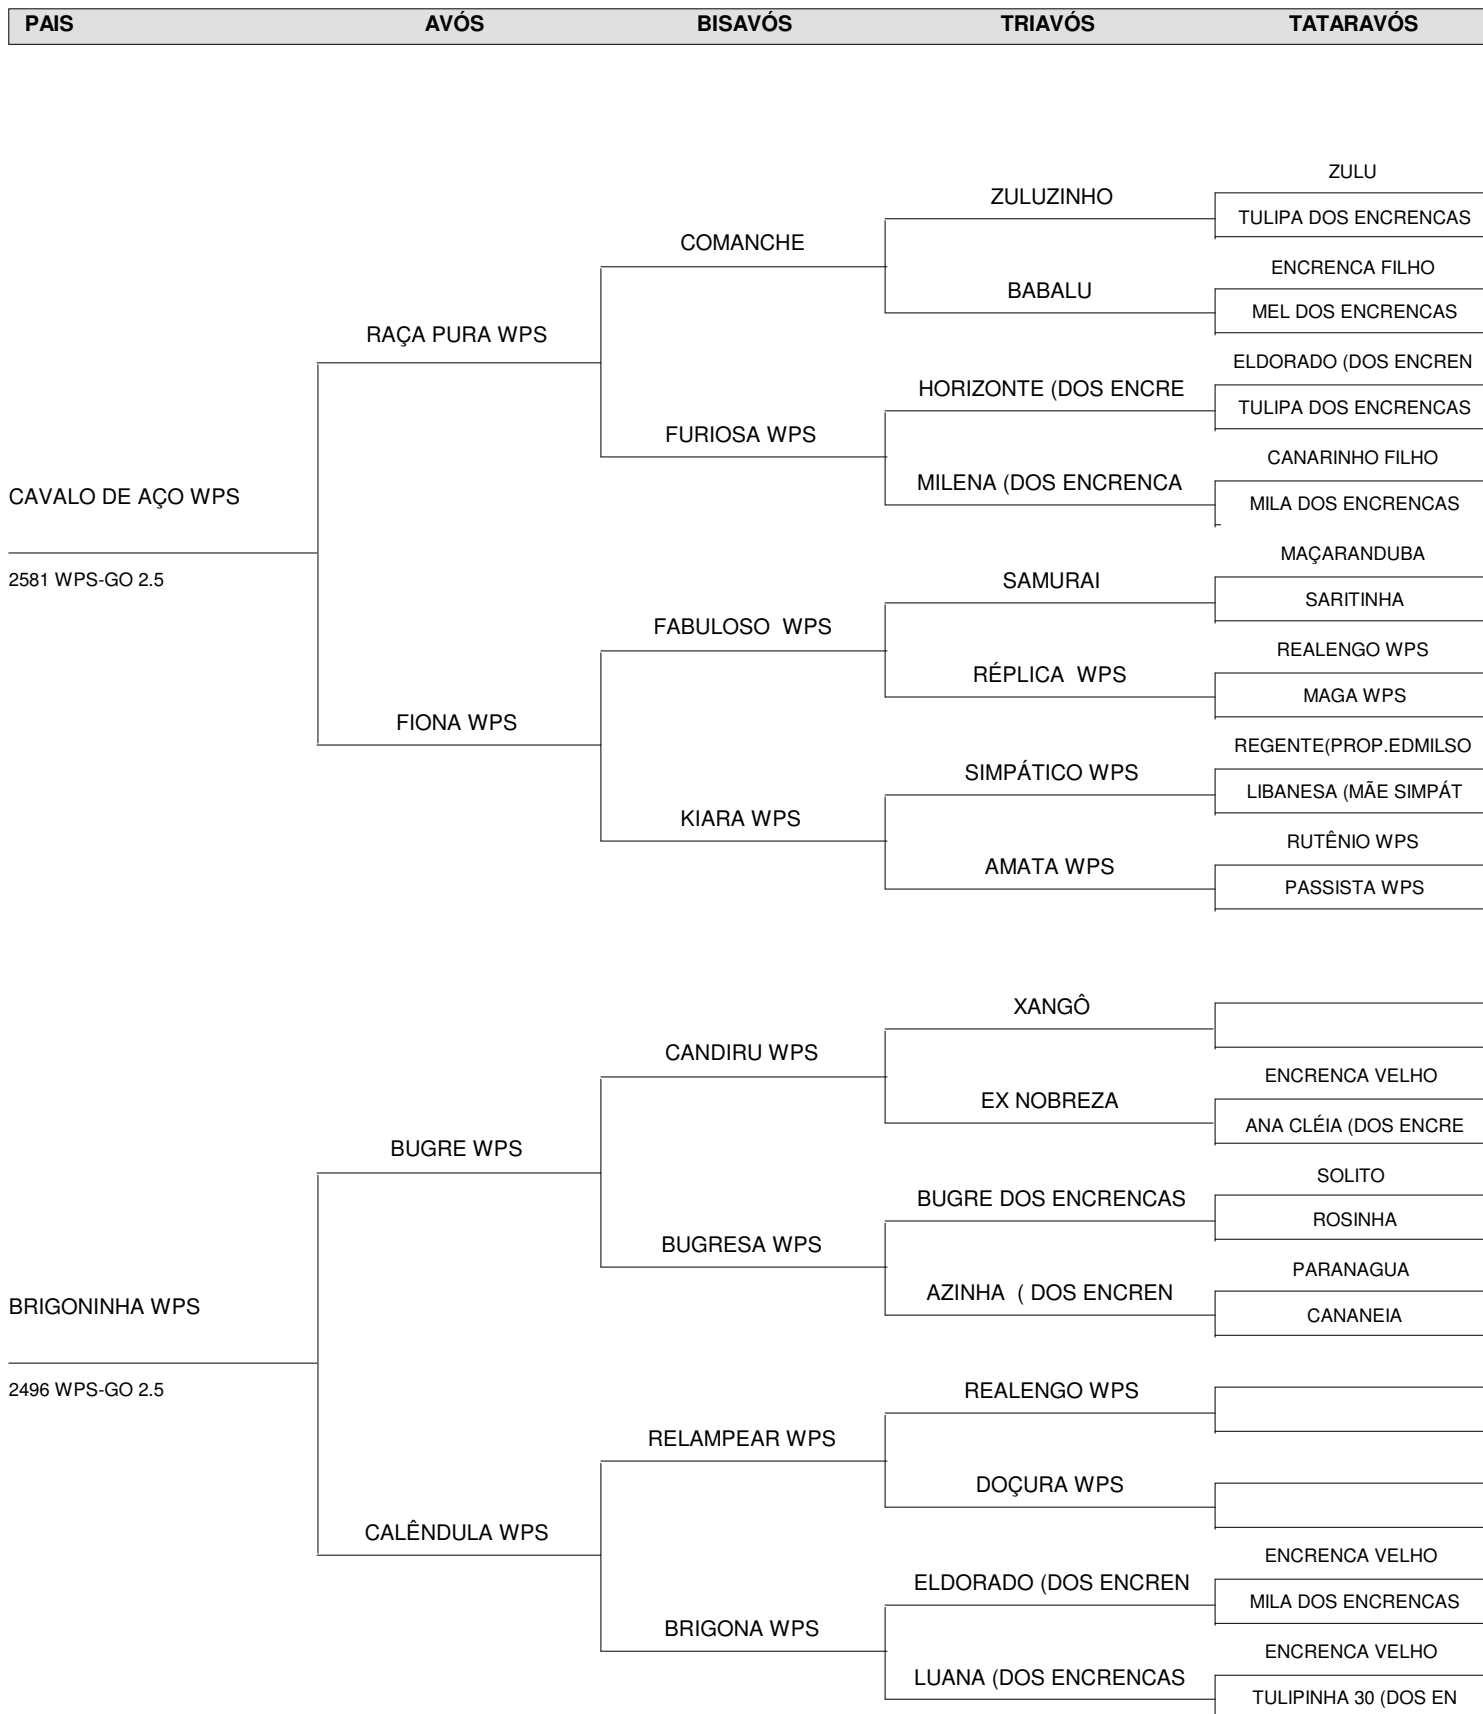 PAIS AVÓS BISAVÓS TRIAVÓS TATARAVÓS
ZULU
ZULUZINHO
TULIPA DOS ENCRENCAS
COMANCHE
ENCRENCA FILHO
BABALU
MEL DOS ENCRENCAS
RAÇA PURA WPS
ELDORADO (DOS ENCREN
HORIZONTE (DOS ENCRE
TULIPA DOS ENCRENCAS
FURIOSA WPS
CANARINHO FILHO
MILENA (DOS ENCRENCA
MILA DOS ENCRENCAS
CAVALO DE AÇO WPS
2581 WPS-GO 2.5
MAÇARANDUBA
SAMURAI
SARITINHA
FABULOSO  WPS
REALENGO WPS
RÉPLICA  WPS
MAGA WPS
FIONA WPS
REGENTE(PROP.EDMILSO
SIMPÁTICO WPS
LIBANESA (MÃE SIMPÁT
KIARA WPS
RUTÊNIO WPS
AMATA WPS
PASSISTA WPS
XANGÔ
CANDIRU WPS
ENCRENCA VELHO
EX NOBREZA
ANA CLÉIA (DOS ENCRE
BUGRE WPS
SOLITO
BUGRE DOS ENCRENCAS
ROSINHA
BUGRESA WPS
PARANAGUA
AZINHA  ( DOS ENCREN
CANANEIA
BRIGONINHA WPS
2496 WPS-GO 2.5
REALENGO WPS
RELAMPEAR WPS
DOÇURA WPS
CALÊNDULA WPS
ENCRENCA VELHO
ELDORADO (DOS ENCREN
MILA DOS ENCRENCAS
BRIGONA WPS
ENCRENCA VELHO
LUANA (DOS ENCRENCAS
TULIPINHA 30 (DOS EN